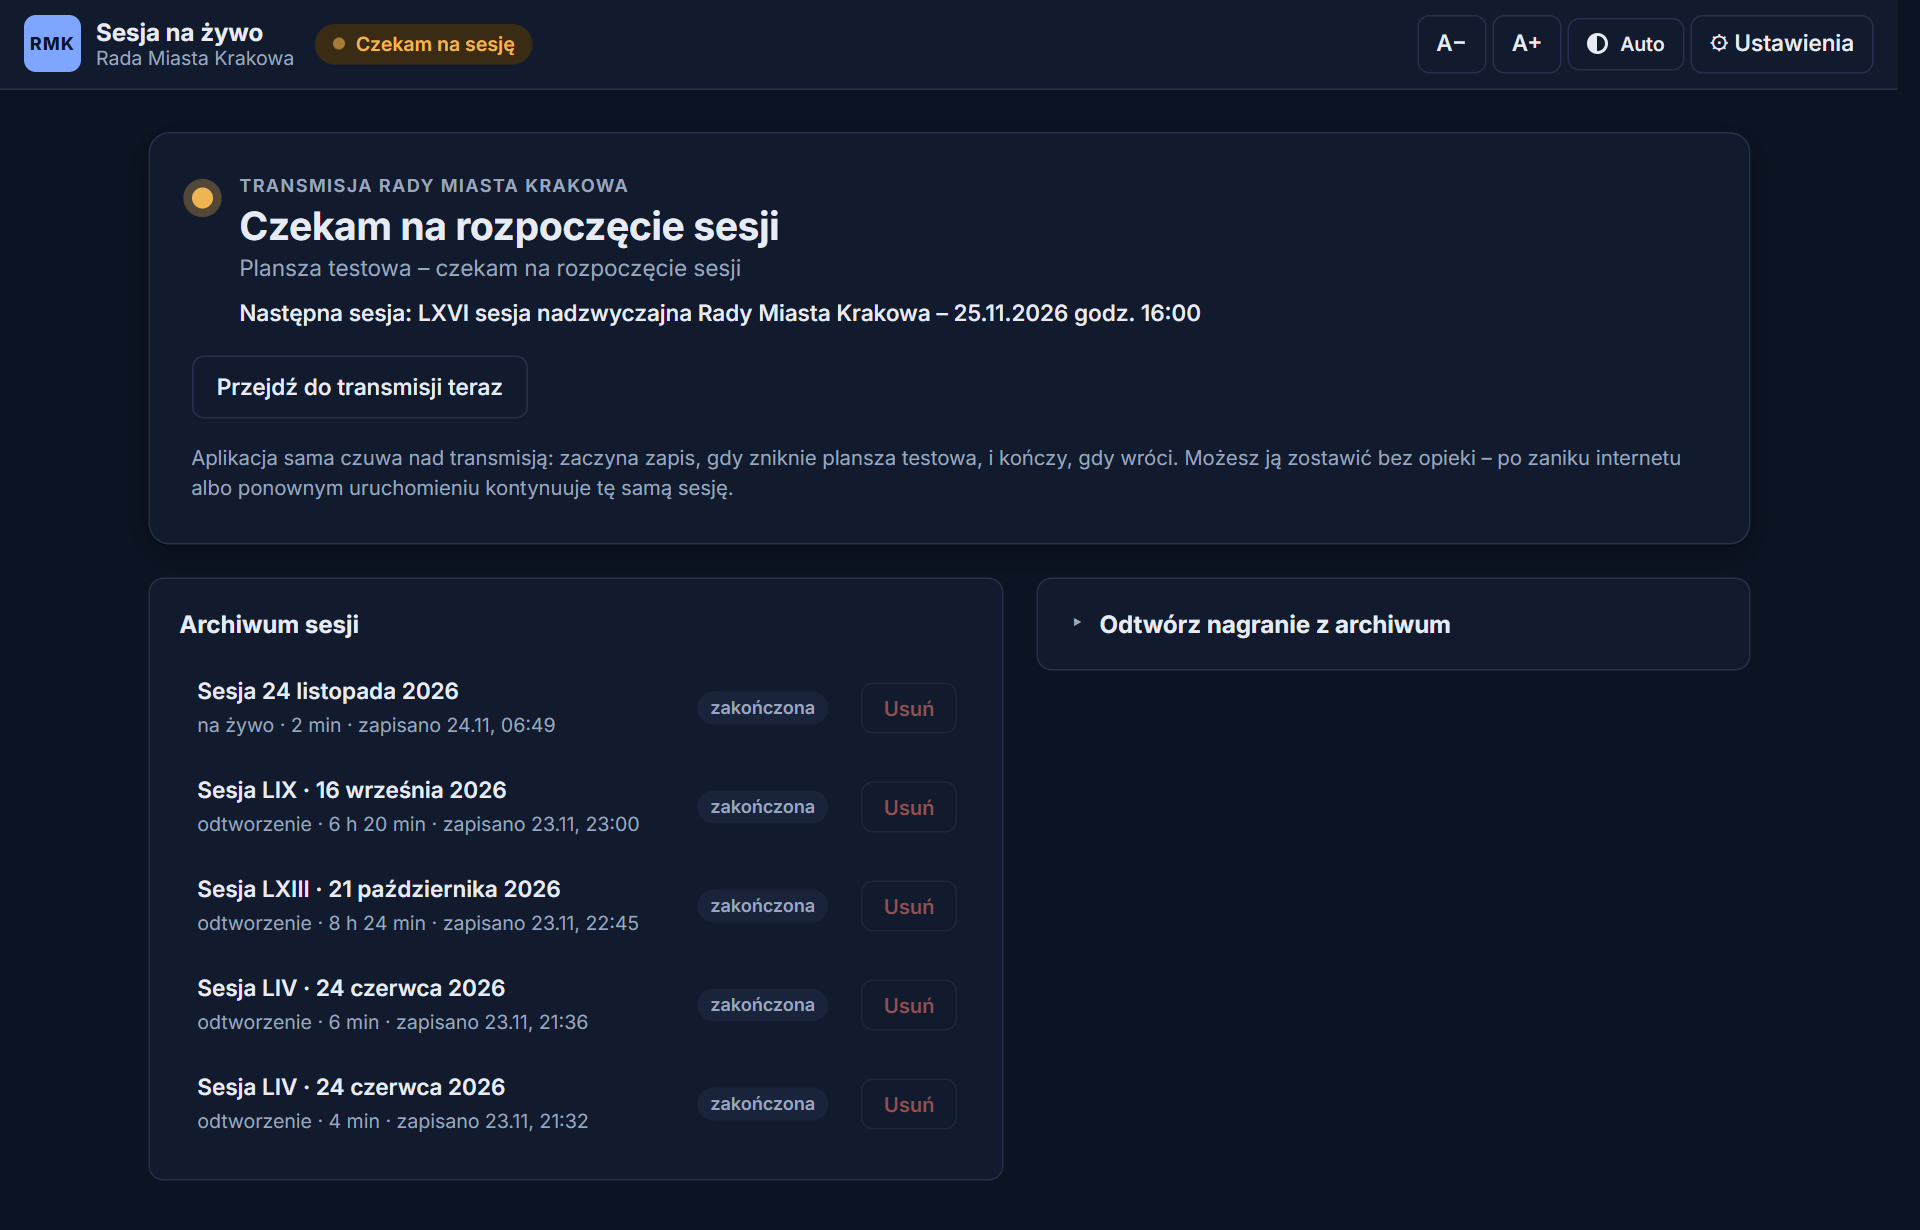 RMK
Sesja na żywo
Rada Miasta Krakowa
Czekam na sesję
A−
A+
Auto
Ustawienia
TRANSMISJA RADY MIASTA KRAKOWA
Czekam na rozpoczęcie sesji
Plansza testowa – czekam na rozpoczęcie sesji
Następna sesja: LXVI sesja nadzwyczajna Rady Miasta Krakowa – 25.11.2026 godz. 16:00
Przejdź do transmisji teraz
Aplikacja sama czuwa nad transmisją: zaczyna zapis, gdy zniknie plansza testowa, i kończy, gdy wróci. Możesz ją zostawić bez opieki – po zaniku internetu
albo ponownym uruchomieniu kontynuuje tę samą sesję.
Archiwum sesji
Sesja 24 listopada 2026
na żywo · 2 min · zapisano 24.11, 06:49
zakończona
Usuń
Sesja LIX · 16 września 2026
odtworzenie · 6 h 20 min · zapisano 23.11, 23:00
zakończona
Usuń
Sesja LXIII · 21 października 2026
odtworzenie · 8 h 24 min · zapisano 23.11, 22:45
zakończona
Usuń
Sesja LIV · 24 czerwca 2026
odtworzenie · 6 min · zapisano 23.11, 21:36
zakończona
Usuń
Sesja LIV · 24 czerwca 2026
odtworzenie · 4 min · zapisano 23.11, 21:32
zakończona
Usuń
Odtwórz nagranie z archiwum